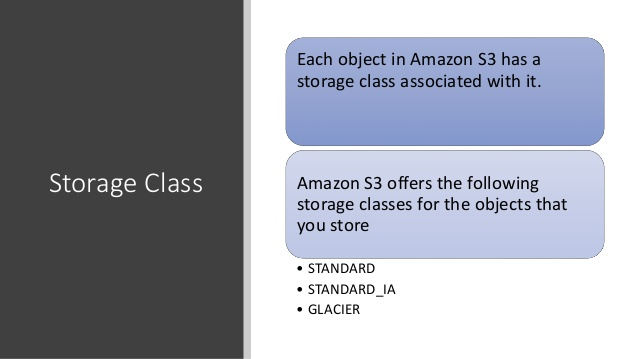 Storage Class
Each object in Amazon S3 has a
storage class associated with it.
Amazon S3 offers the following
storage classes for the objects that
you store
• STANDARD
• STANDARD_IA
• GLACIER